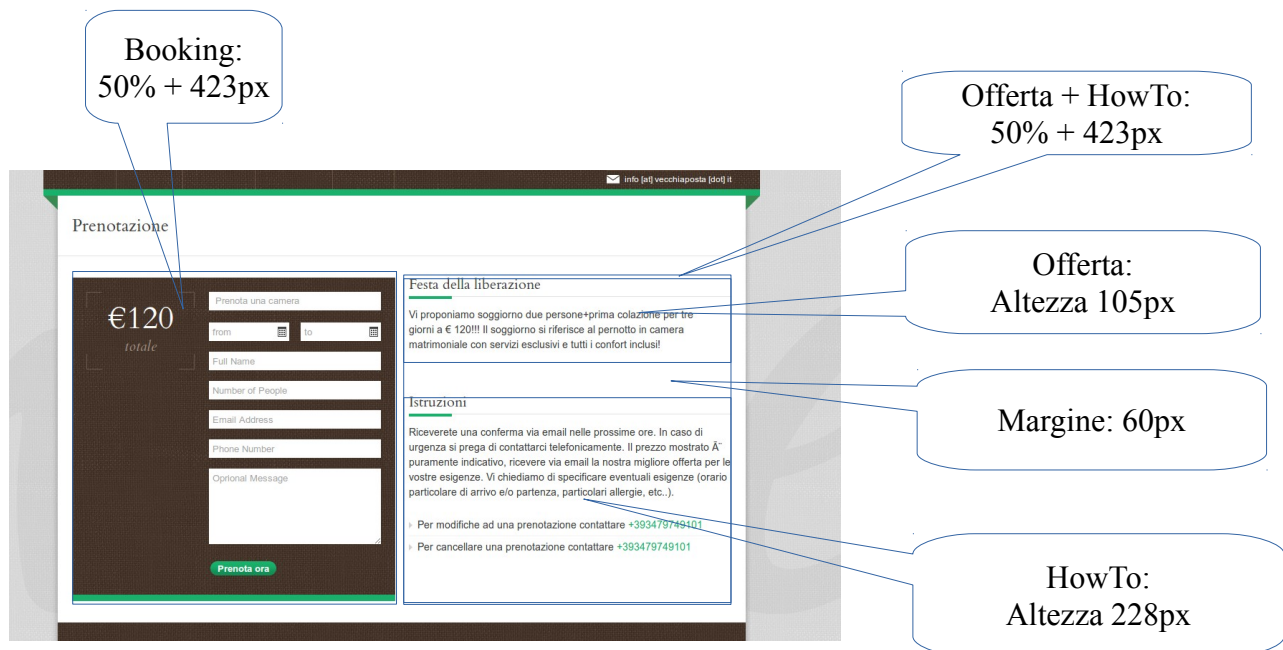 Booking:
50% + 423px
Offerta + HowTo:
50% + 423px
info [at] vecchiaposta [dot] it
Prenotazione
€120
totale
Prenota una camera
from
to
Full Name
Number of People
Email Address
Phone Number
Oprional Message
Prenota ora
Festa della liberazione
Vi proponiamo soggiorno due persone+prima colazione per tre
giorni a € 120!!! Il soggiorno si riferisce al pernotto in camera
matrimoniale con servizi esclusivi e tutti i confort inclusi!
Istruzioni
Riceverete una conferma via email nelle prossime ore. In caso di
urgenza si prega di contattarci telefonicamente. Il prezzo mostrato Ã¨
puramente indicativo, ricevere via email la nostra migliore offerta per le
vostre esigenze. Vi chiediamo di specificare eventuali esigenze (orario
particolare di arrivo e/o partenza, particolari allergie, etc..).
Per modifiche ad una prenotazione contattare +393479749101
Per cancellare una prenotazione contattare +393479749101
Offerta:
Altezza 105px
Margine: 60px
HowTo:
Altezza 228px